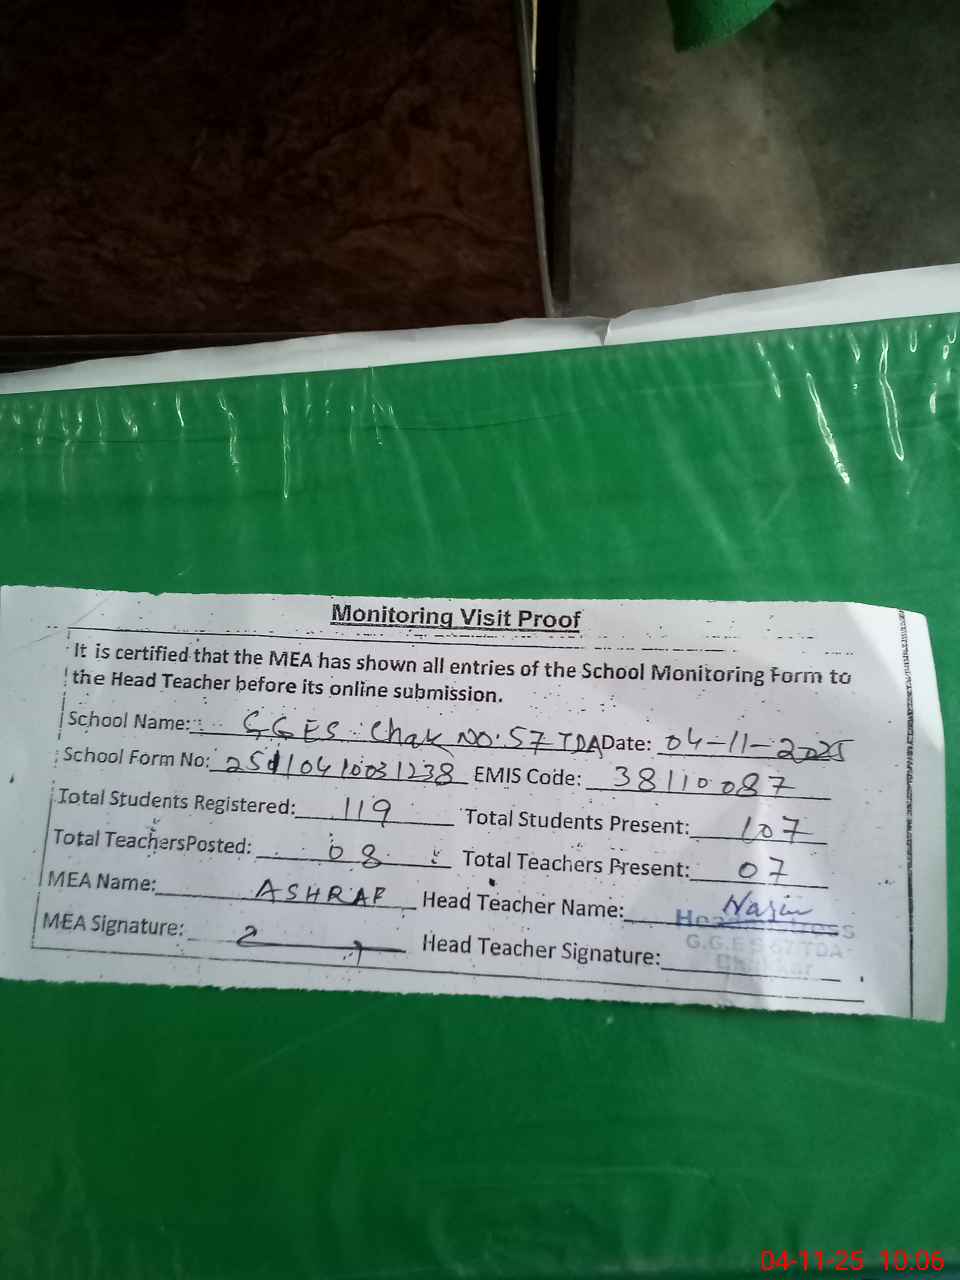 Monitoring Visit Proof
It is certified that the MEA has shown all entries of the School Monitoring Form to
the Head Teacher before its online submission.
School Name: GGES Chak No. 57 TDA Date: 04-11-2025
School Form No: EMIS Code: 38110087
Total Students Registered: 119 Total Students Present: 107
Total TeachersPosted: 08 Total Teachers Present: 07
MEA Name: ASHRAF Head Teacher Name:
Headmistress
MEA Signature: Head Teacher Signature: G.G.E.S 57 TDA
04-11-25 10:06